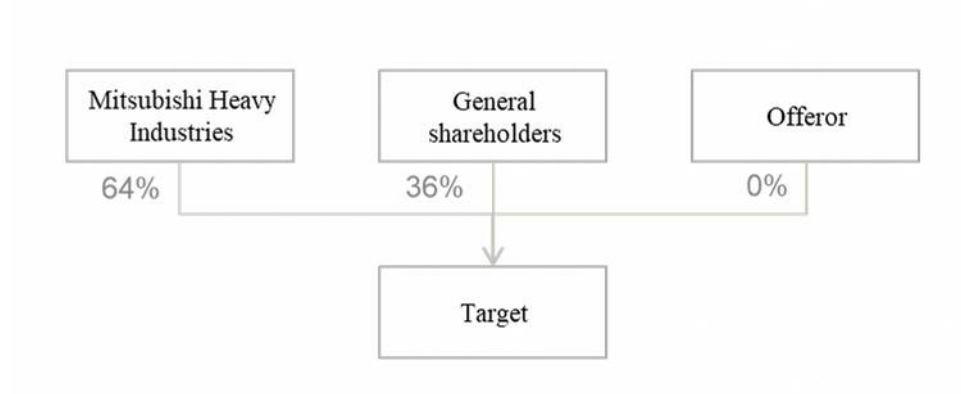 Mitsubishi Heavy
Industries
General
shareholders
Offeror
64%
36%
0%
Target